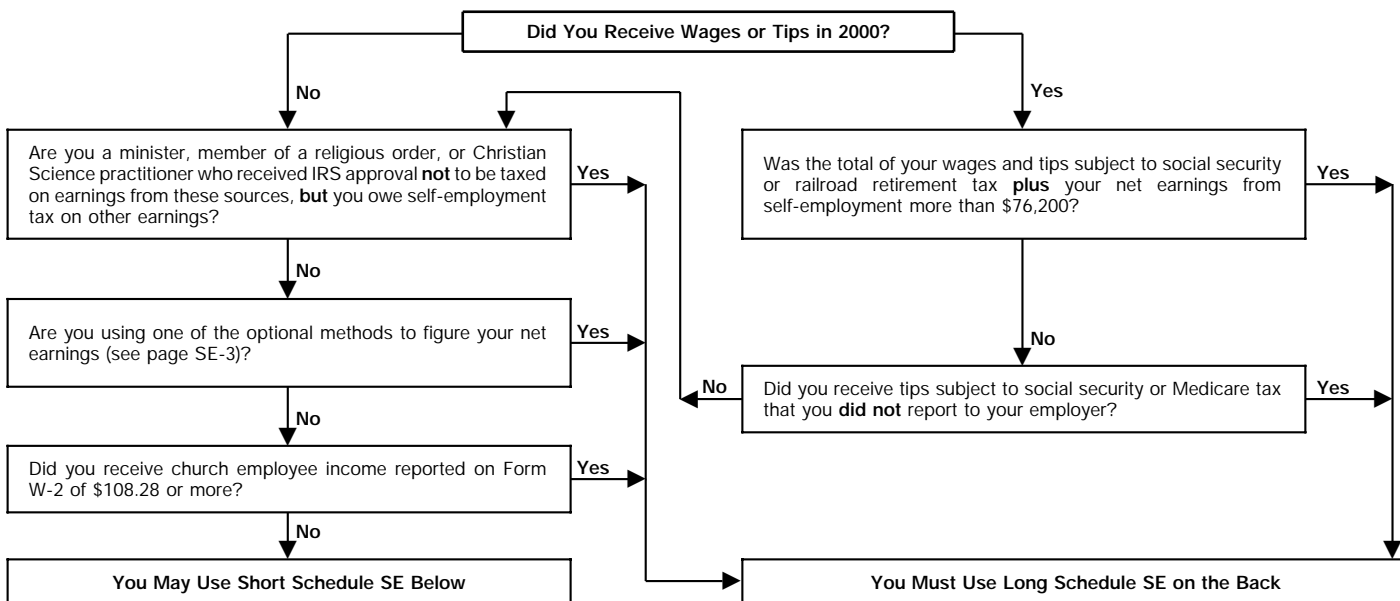 Did You Receive Wages or Tips in 2000?
No
Yes
Are you a minister, member of a religious order, or Christian
Science practitioner who received IRS approval not to be taxed
on earnings from these sources, but you owe self-employment
tax on other earnings?
Yes
Was the total of your wages and tips subject to social security
or railroad retirement tax plus your net earnings from
self-employment more than $76,200?
Yes
No
Are you using one of the optional methods to figure your net
earnings (see page SE-3)?
Yes
No
No
Did you receive tips subject to social security or Medicare tax
that you did not report to your employer?
Yes
No
Did you receive church employee income reported on Form
W-2 of $108.28 or more?
Yes
No
You May Use Short Schedule SE Below
You Must Use Long Schedule SE on the Back